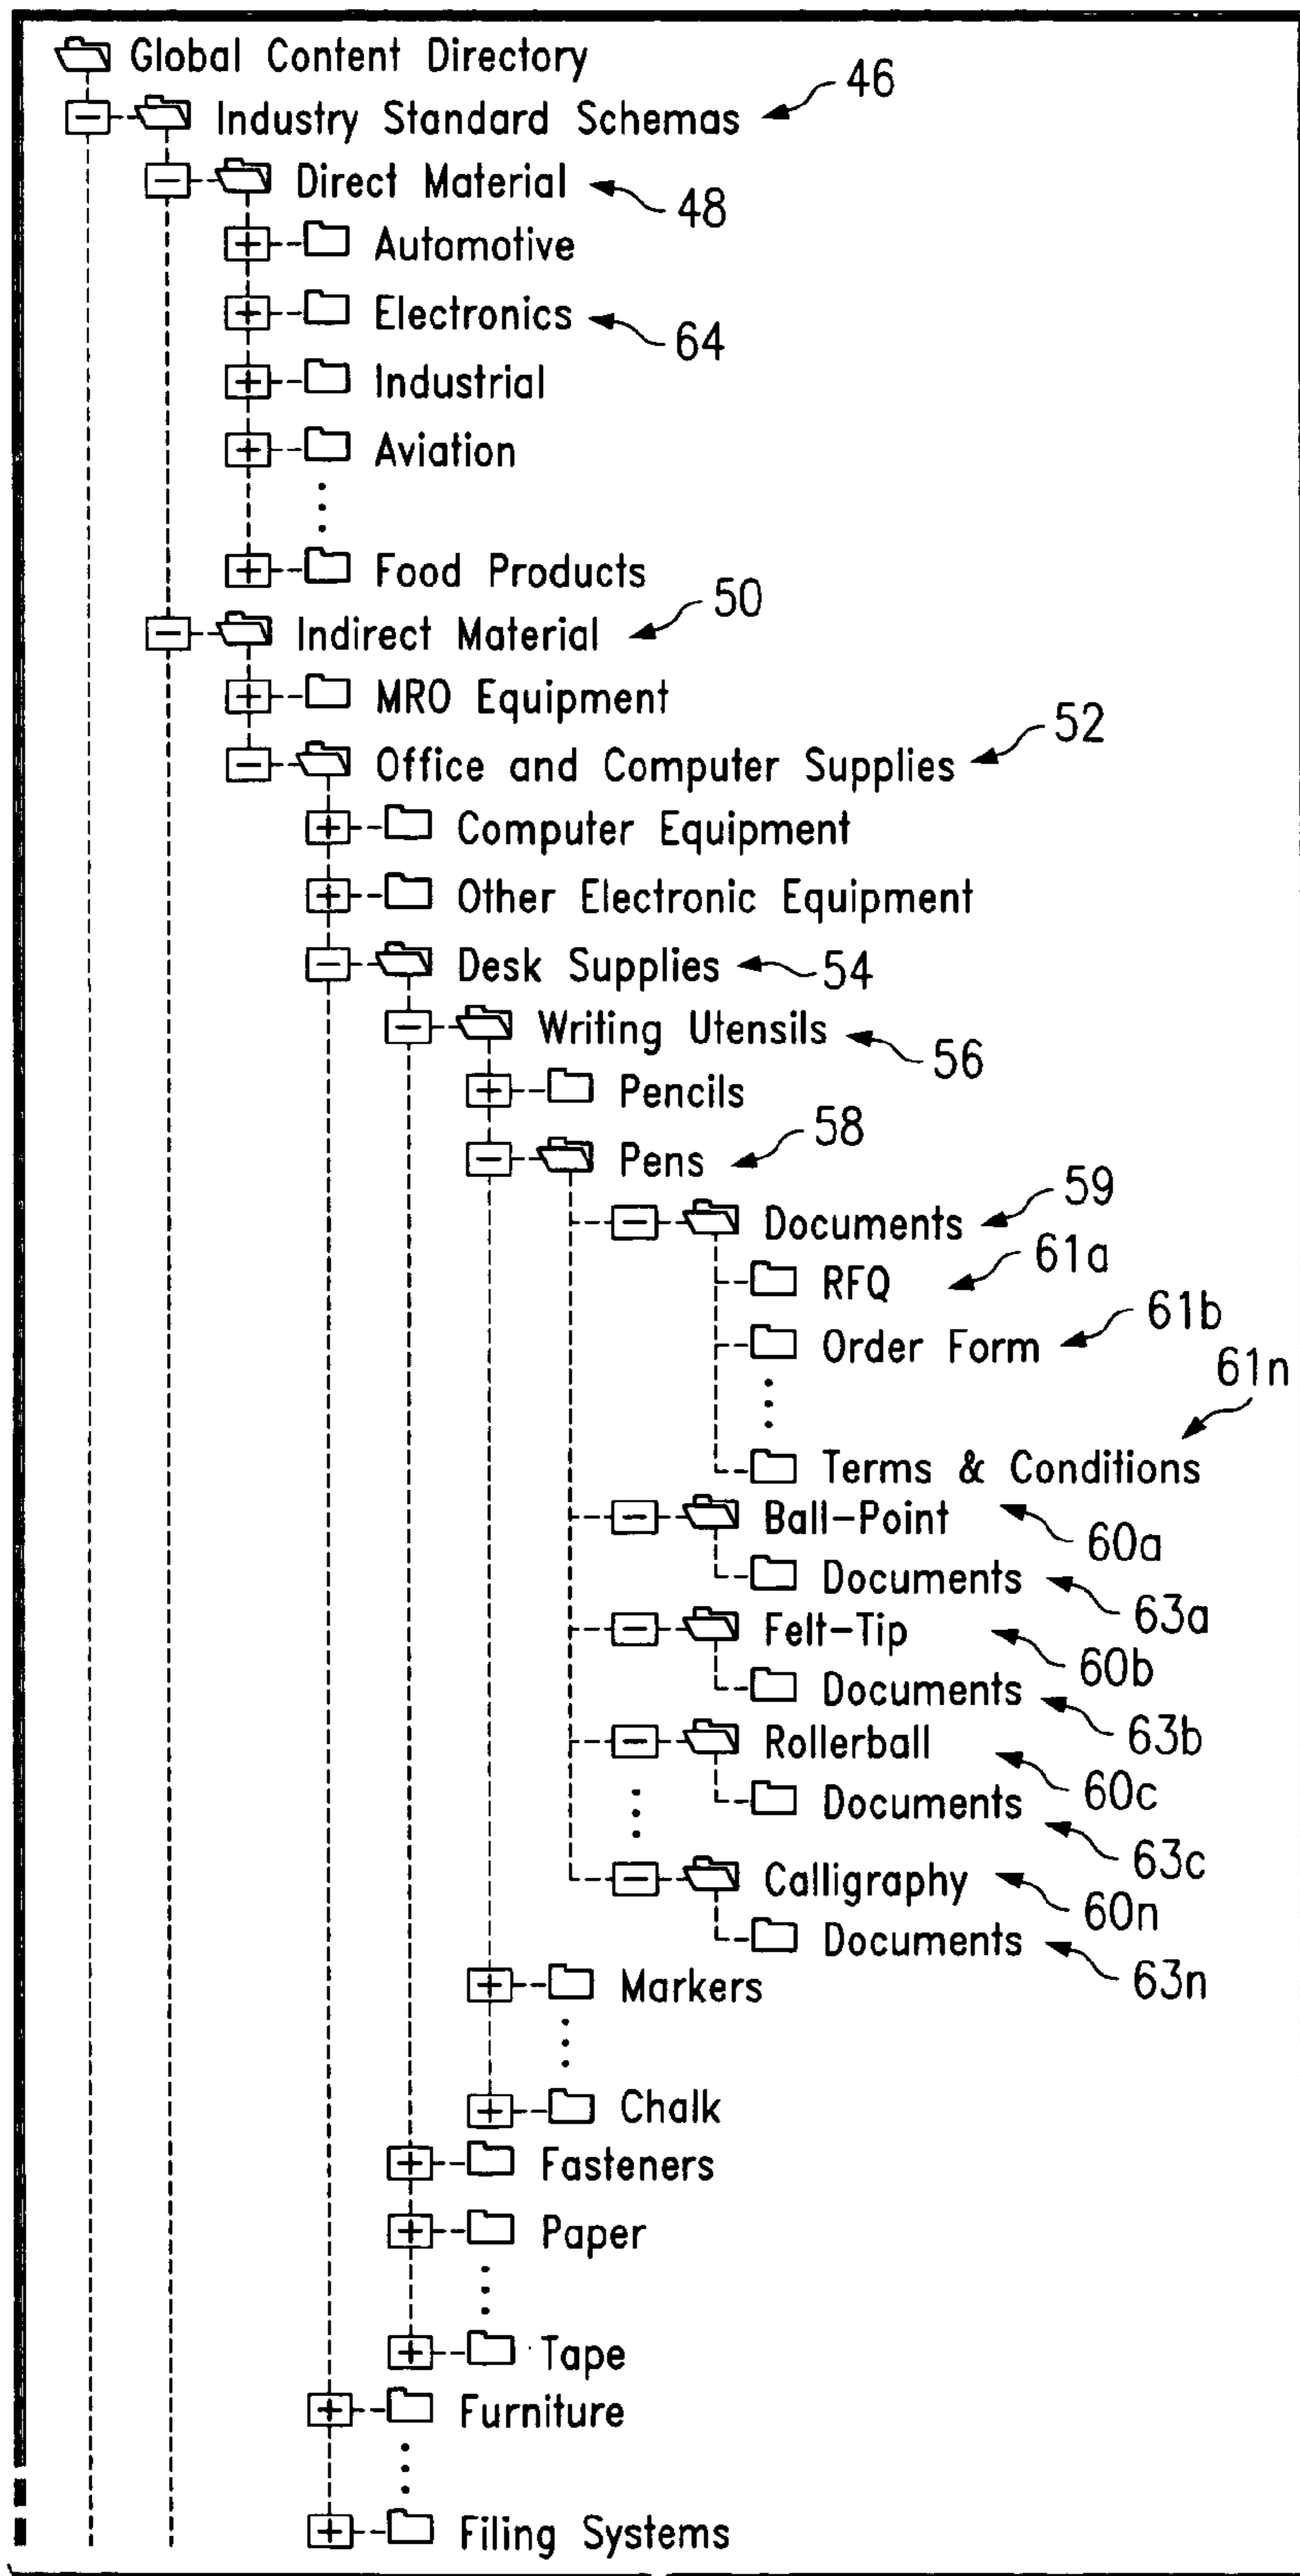 Global Content Directory
Industry Standard Schemas 46
Direct Material 48
Automotive
Electronics 64
Industrial
Aviation
Food Products
Indirect Material 50
MRO Equipment
Office and Computer Supplies 52
Computer Equipment
Other Electronic Equipment
Desk Supplies 54
Writing Utensils 56
Pencils
Pens 58
Documents 59
RFQ 61a
Order Form 61b
Terms & Conditions 61n
Ball-Point 60a
Documents 63a
Felt-Tip 60b
Documents 63b
Rollerball 60c
Documents 63c
Calligraphy 60n
Documents 63n
Markers
Chalk
Fasteners
Paper
Tape
Furniture
Filing Systems